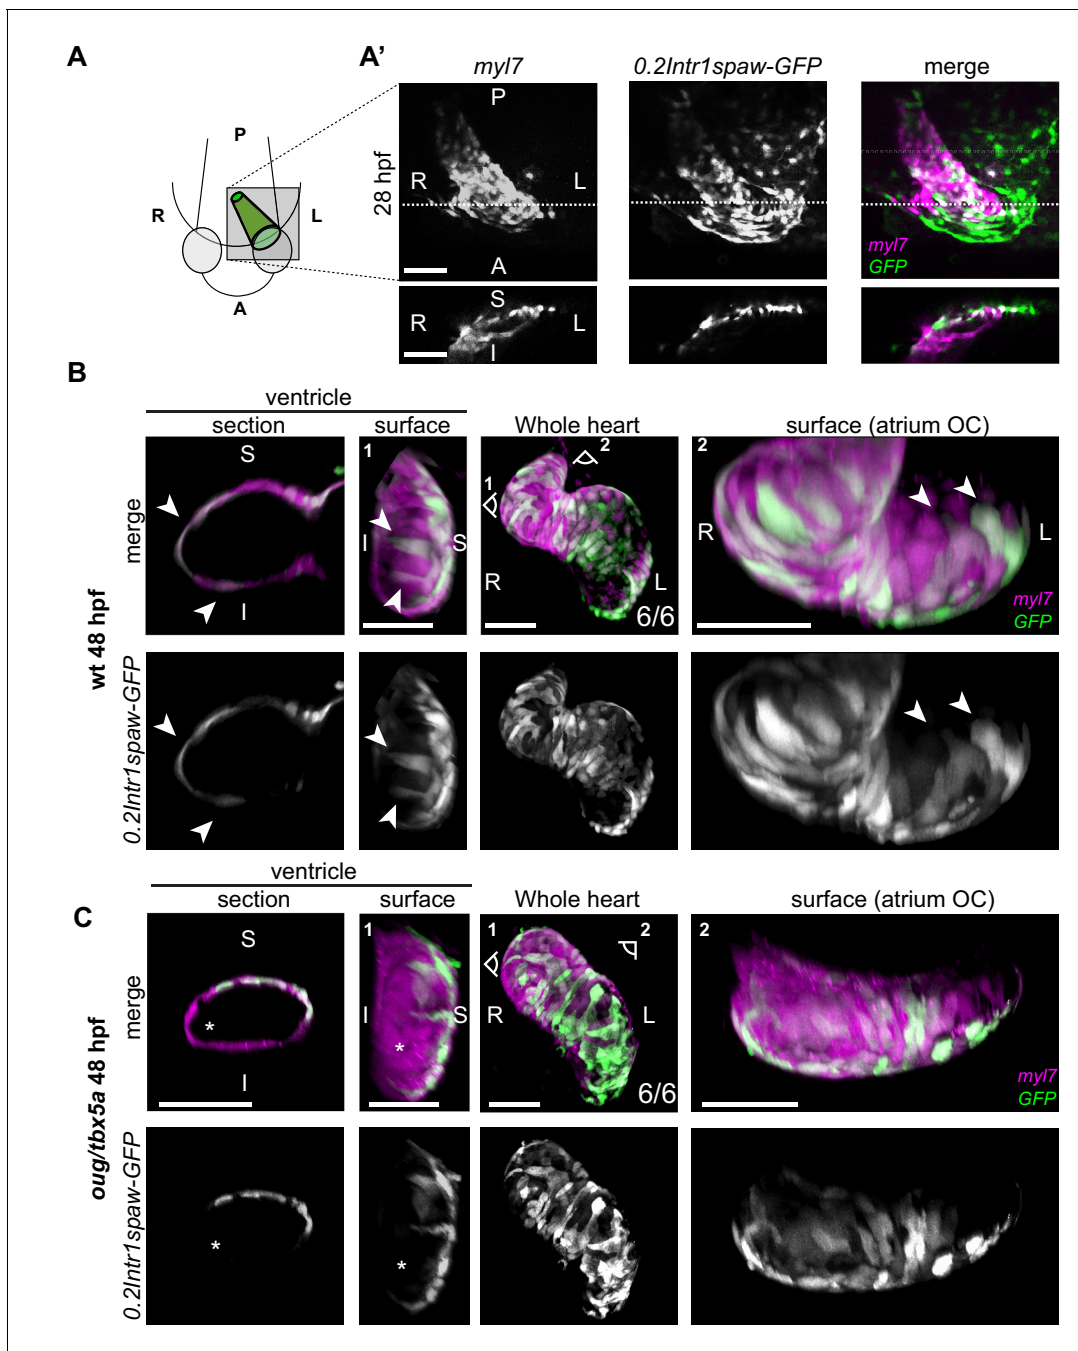 A
P
R
L
A
A'
myl7
0.2Intr1spaw-GFP
merge
28 hpf
P
R
L
A
myl7
GFP
S
R
L
I
B
ventricle
section
surface
Whole heart
surface (atrium OC)
wt 48 hpf
merge
S
I
1
I
S
1
2
R
L
6/6
2
R
L
myl7
GFP
0.2Intr1spaw-GFP
C
ventricle
section
surface
Whole heart
surface (atrium OC)
oug/tbx5a 48 hpf
merge
S
*
I
1
I
S
*
1
2
R
L
6/6
2
myl7
GFP
0.2Intr1spaw-GFP
*
*